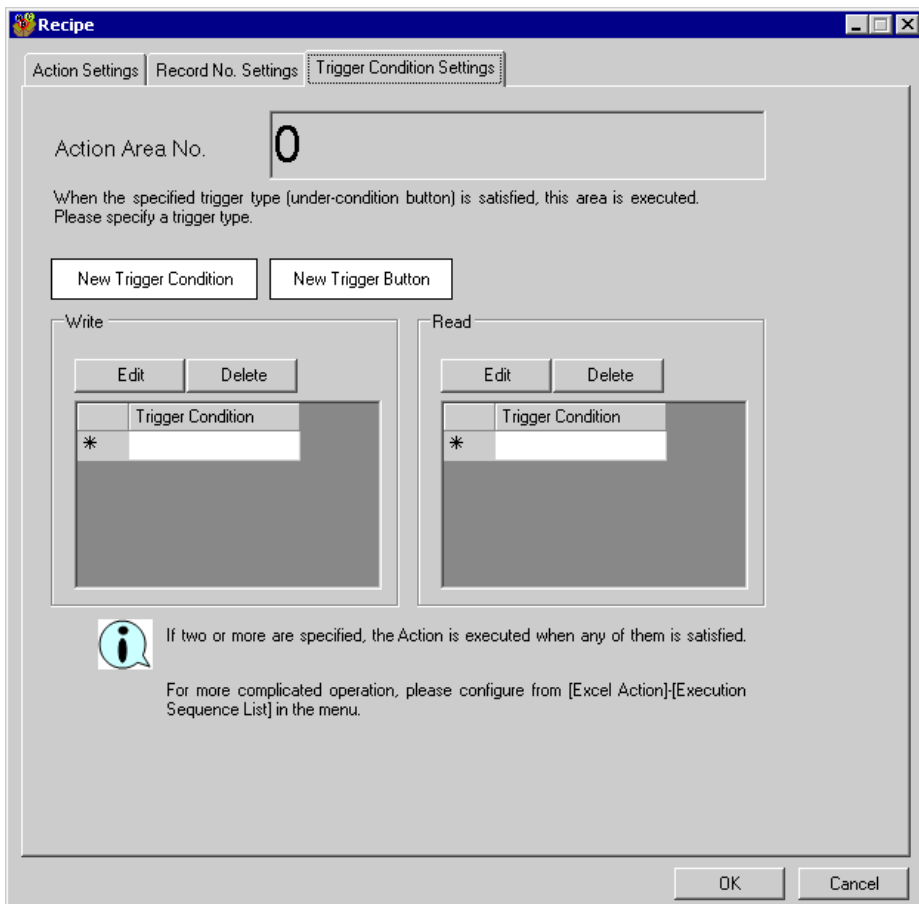 Recipe
Action Settings Record No. Settings Trigger Condition Settings
Action Area No. 0
When the specified trigger type (under-condition button) is satisfied, this area is executed.
Please specify a trigger type.
New Trigger Condition New Trigger Button
Write Read
Edit Delete Edit Delete
Trigger Condition Trigger Condition
* *
If two or more are specified, the Action is executed when any of them is satisfied.
For more complicated operation, please configure from [Excel Action]-[Execution
Sequence List] in the menu.
OK Cancel